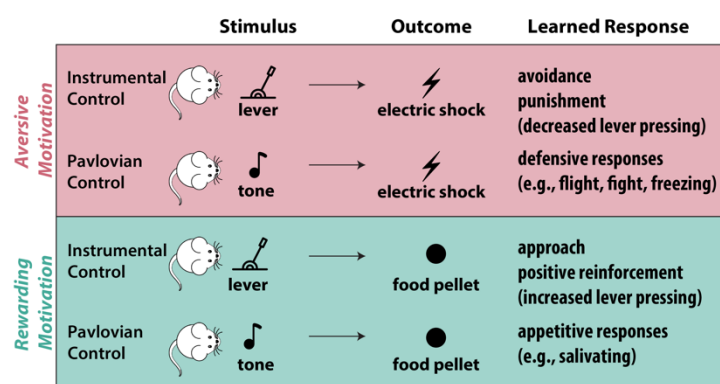 Stimulus Outcome Learned Response
Aversive
Motivation
Instrumental
Control
lever
electric shock
avoidance
punishment
(decreased lever pressing)
Pavlovian
Control
tone
electric shock
defensive responses
(e.g., flight, fight, freezing)
Rewarding
Motivation
Instrumental
Control
lever
food pellet
approach
positive reinforcement
(increased lever pressing)
Pavlovian
Control
tone
food pellet
appetitive responses
(e.g., salivating)